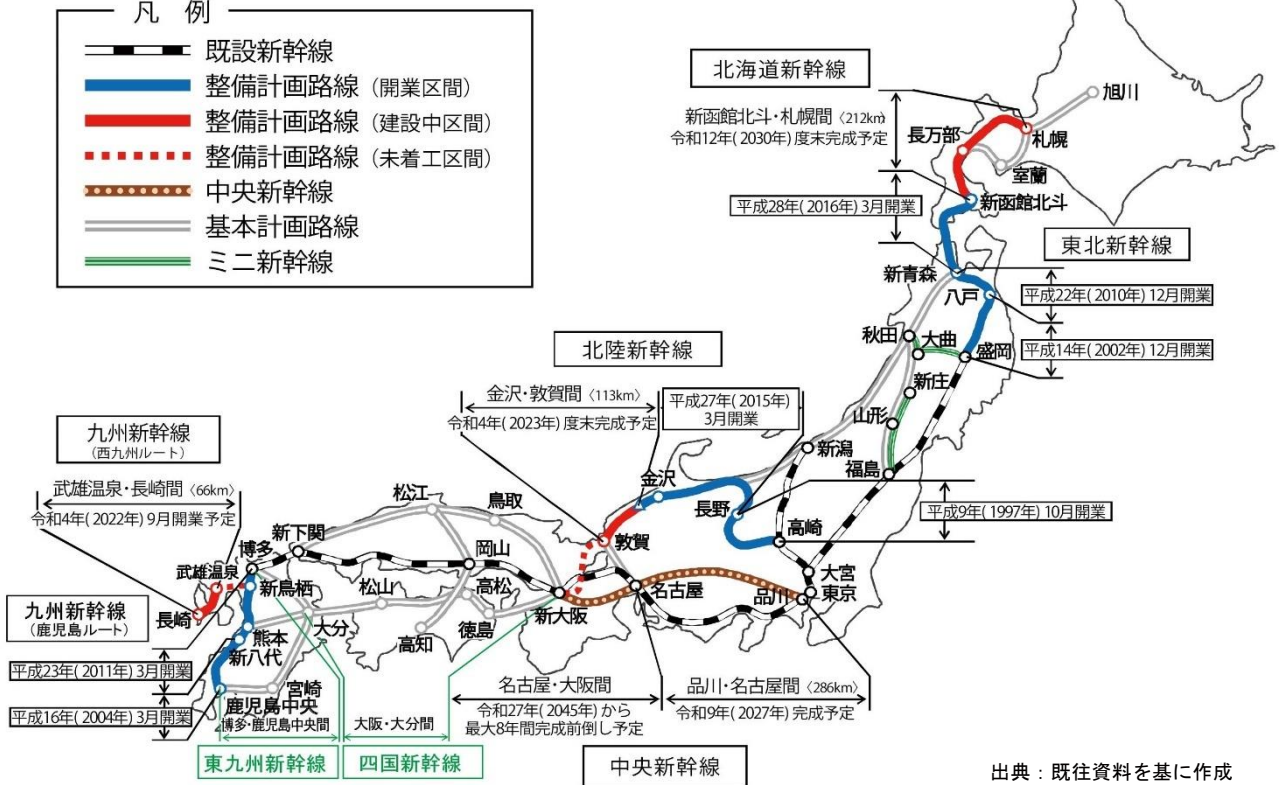 凡 例
既設新幹線
整備計画路線（開業区間）
整備計画路線（建設中区間）
整備計画路線（未着工区間）
中央新幹線
基本計画路線
ミニ新幹線
北海道新幹線
新函館北斗・札幌間〈212km〉
令和12年(2030年)度末完成予定
旭川
長万部
札幌
室蘭
平成28年(2016年)3月開業
新函館北斗
東北新幹線
新青森
八戸
平成22年(2010年)12月開業
秋田
大曲
盛岡
平成14年(2002年)12月開業
新庄
山形
新潟
福島
北陸新幹線
金沢・敦賀間〈113km〉
令和4年(2023年)度末完成予定
平成27年(2015年)
3月開業
金沢
長野
高崎
平成9年(1997年)10月開業
敦賀
大宮
東京
品川
名古屋
九州新幹線
（西九州ルート）
武雄温泉・長崎間〈66km〉
令和4年(2022年)9月開業予定
松江
鳥取
新下関
博多
岡山
武雄温泉
新鳥栖
松山
高松
新大阪
九州新幹線
（鹿児島ルート）
長崎
大分
高知
徳島
熊本
新八代
平成23年(2011年)3月開業
宮崎
鹿児島中央
平成16年(2004年)3月開業
博多・鹿児島中央間
大阪・大分間
名古屋・大阪間
令和27年(2045年)から
最大8年間完成前倒し予定
品川・名古屋間〈286km〉
令和9年(2027年)完成予定
東九州新幹線
四国新幹線
中央新幹線
出典：既往資料を基に作成